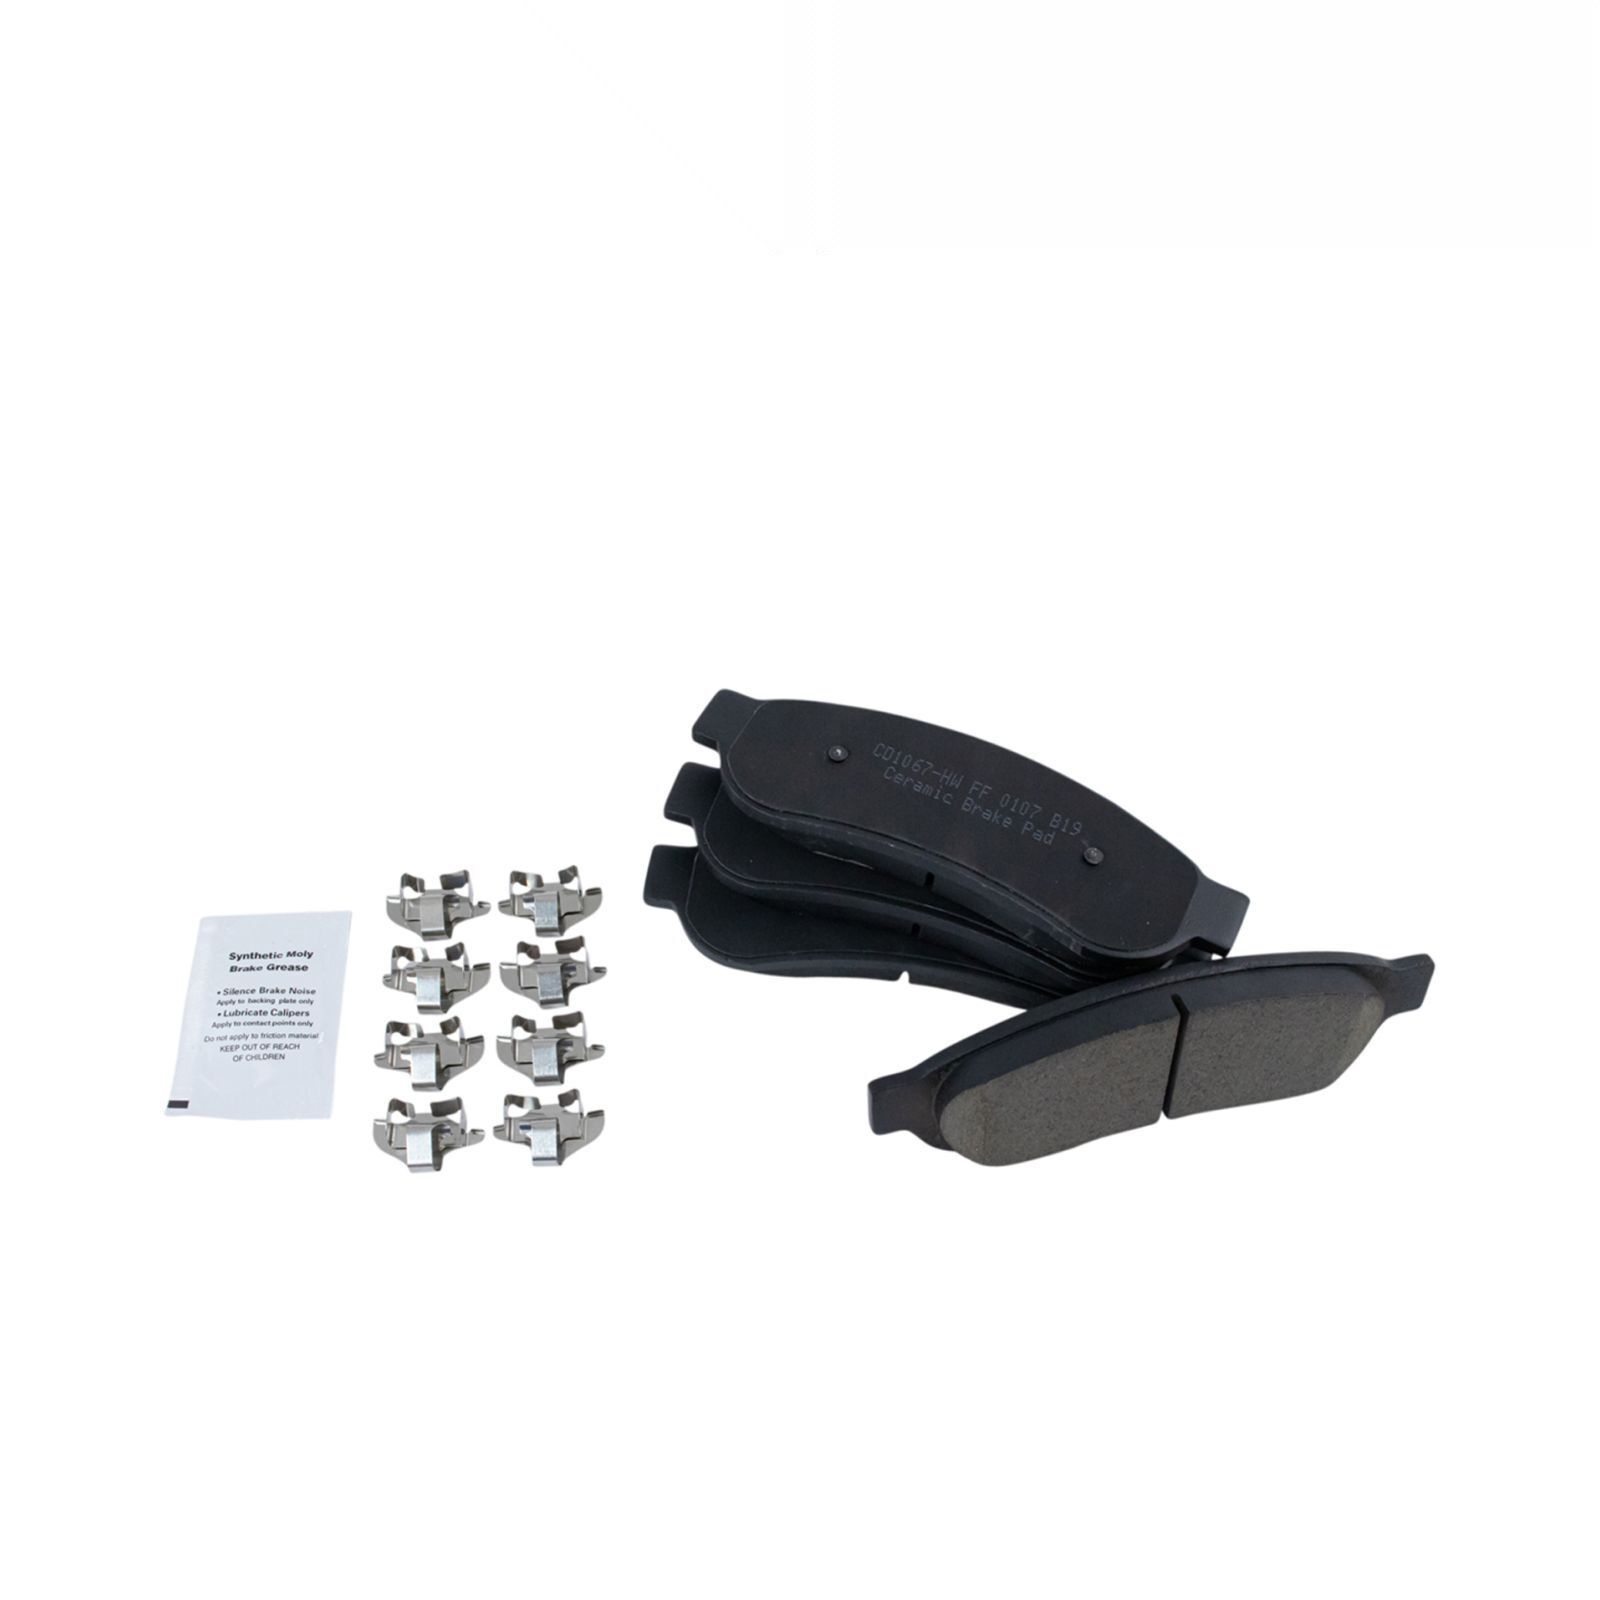 CD1067-HW FF 0107 B19
Ceramic Brake Pad
Synthetic Moly
Brake Grease
• Silence Brake Noise
Apply to backing plate only
• Lubricate Calipers
Apply to contact points only
Do not apply to friction material
KEEP OUT OF REACH
OF CHILDREN